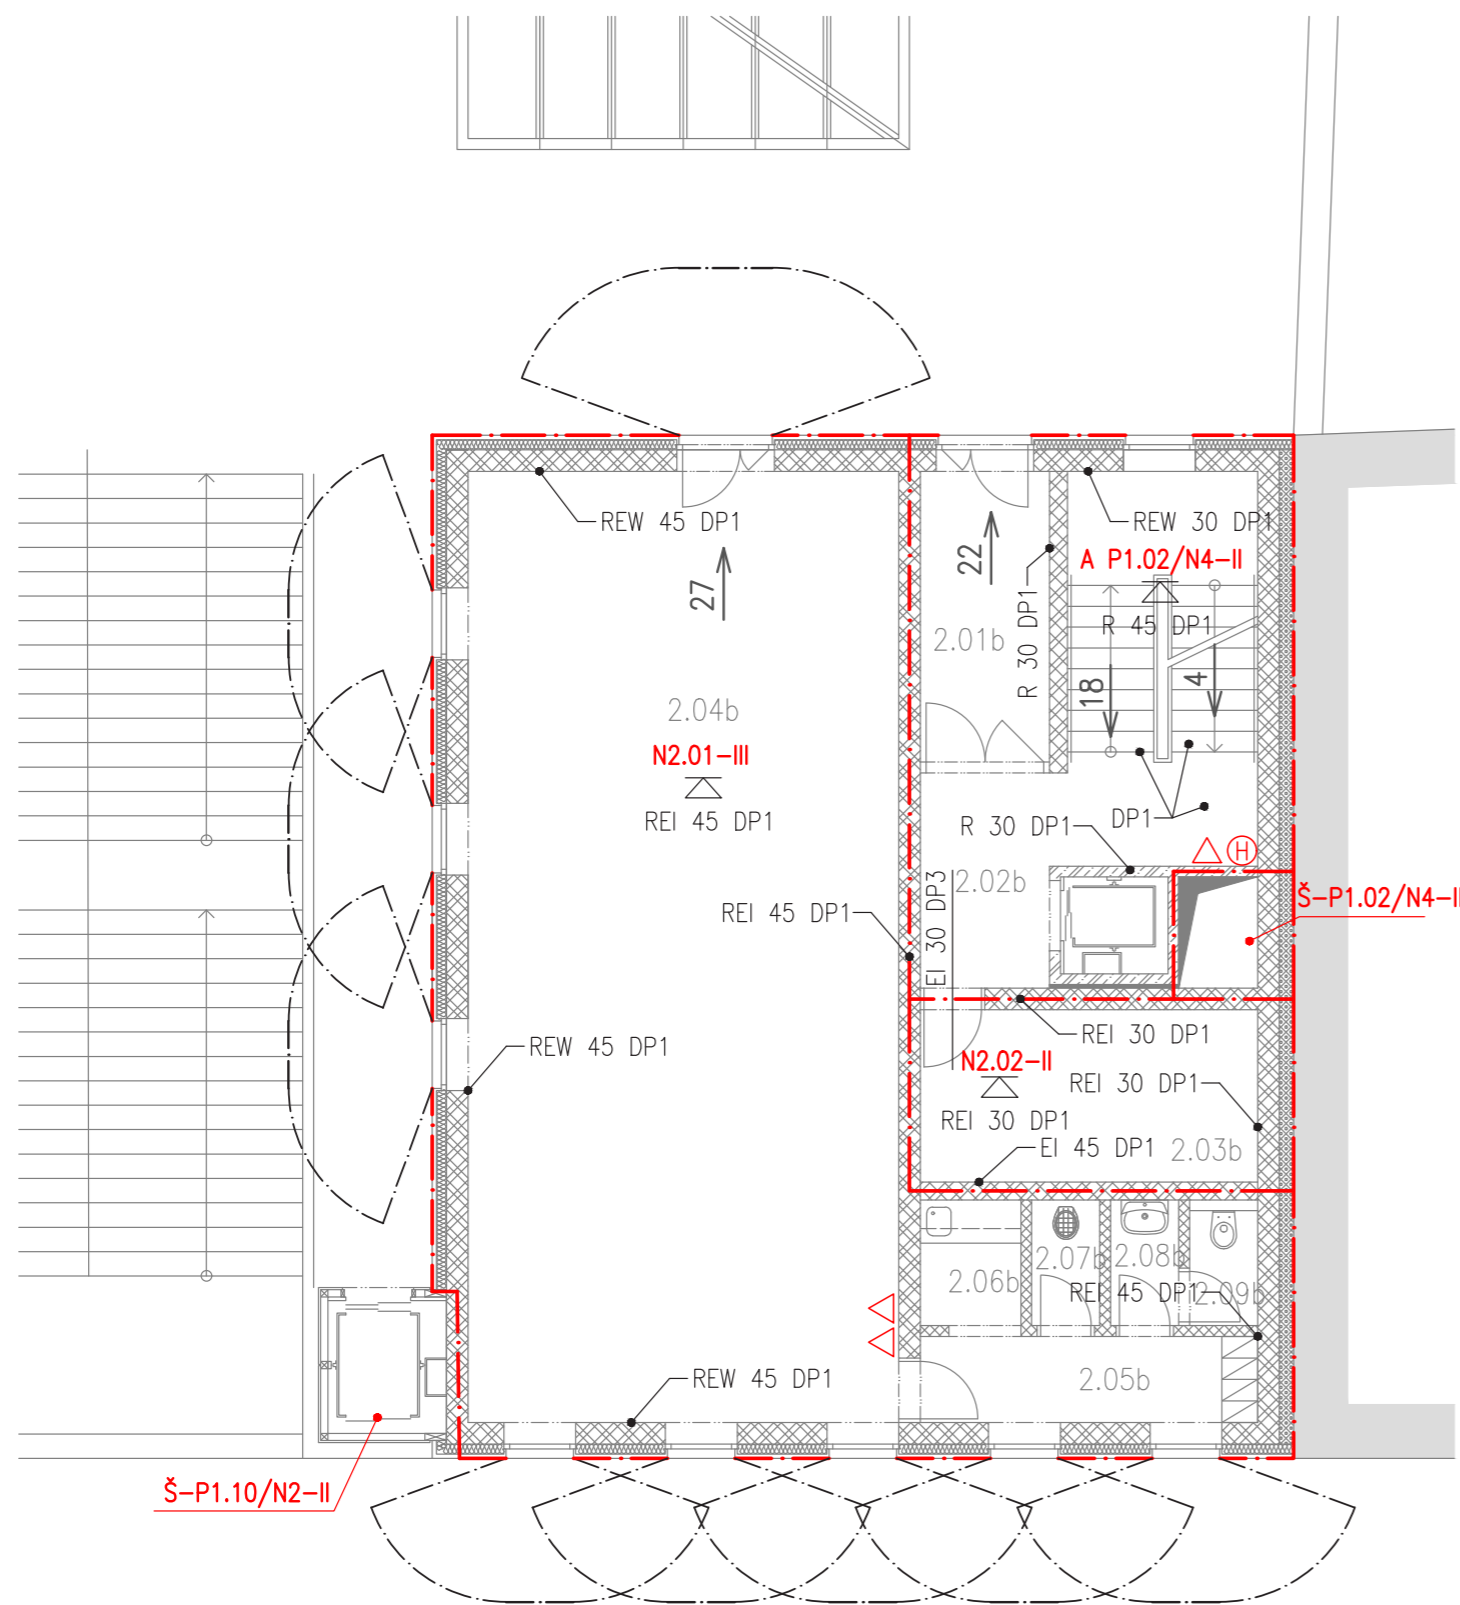 REW 45 DP1
REW 30 DP1
A P1.02/N4-II
R 45 DP1
27
22
R 30 DP1
2.01b
18
4
2.04b
N2.01-III
REI 45 DP1
R 30 DP1
DP1
H
2.02b
EI 30 DP3
REI 45 DP1
Š-P1.02/N4-II
REI 30 DP1
REW 45 DP1
N2.02-II
REI 30 DP1
REI 30 DP1
EI 45 DP1
2.03b
2.06b
2.07b
2.08b
2.09b
REI 45 DP1
2.05b
REW 45 DP1
Š-P1.10/N2-II